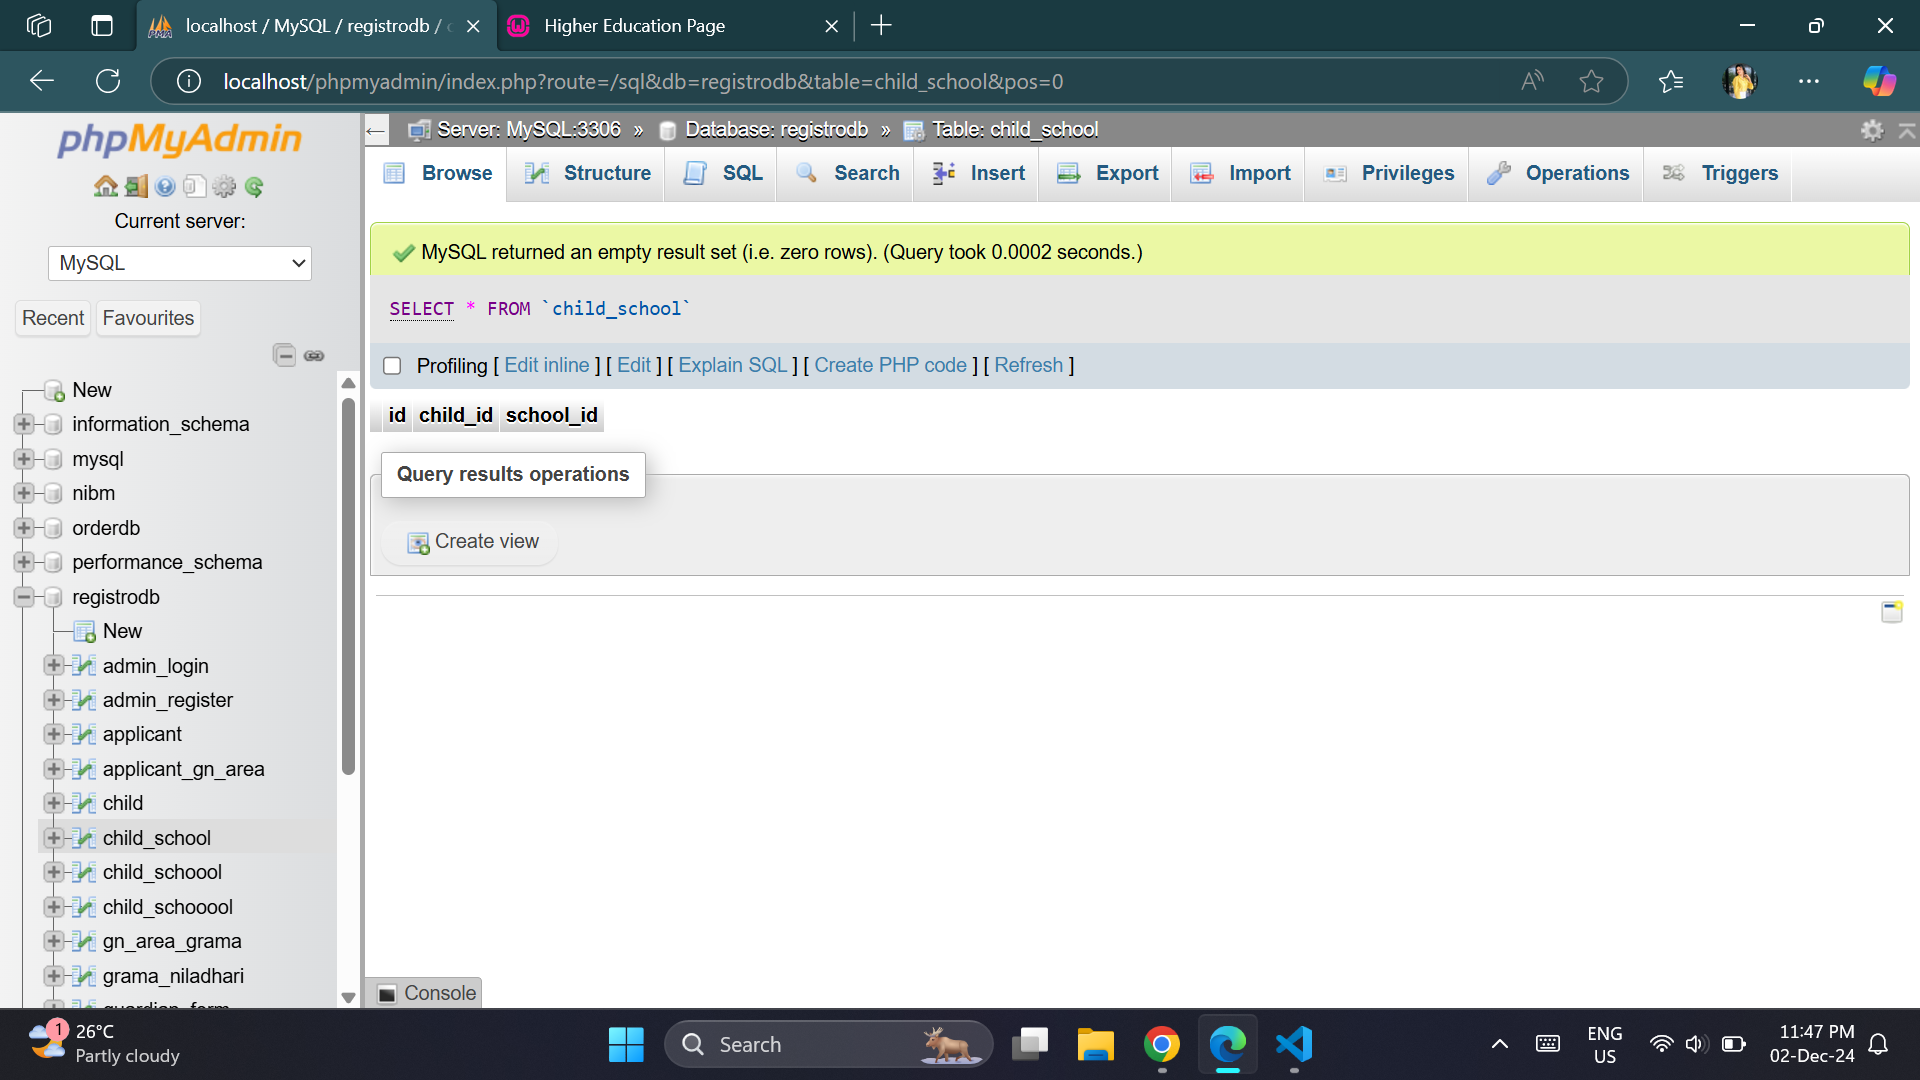 localhost / MySQL / registrodb /
Higher Education Page
localhost/phpmyadmin/index.php?route=/sql&db=registrodb&table=child_school&pos=0
phpMyAdmin
Current server:
MySQL
Recent
Favourites
New
information_schema
mysql
nibm
orderdb
performance_schema
registrodb
New
admin_login
admin_register
applicant
applicant_gn_area
child
child_school
child_schoool
child_schooool
gn_area_grama
grama_niladhari
Server: MySQL:3306 » Database: registrodb » Table: child_school
Browse
Structure
SQL
Search
Insert
Export
Import
Privileges
Operations
Triggers
MySQL returned an empty result set (i.e. zero rows). (Query took 0.0002 seconds.)
SELECT * FROM `child_school`
Profiling [ Edit inline ] [ Edit ] [ Explain SQL ] [ Create PHP code ] [ Refresh ]
id child_id school_id
Query results operations
Create view
Console
1
26°C
Partly cloudy
Search
ENG
US
11:47 PM
02-Dec-24